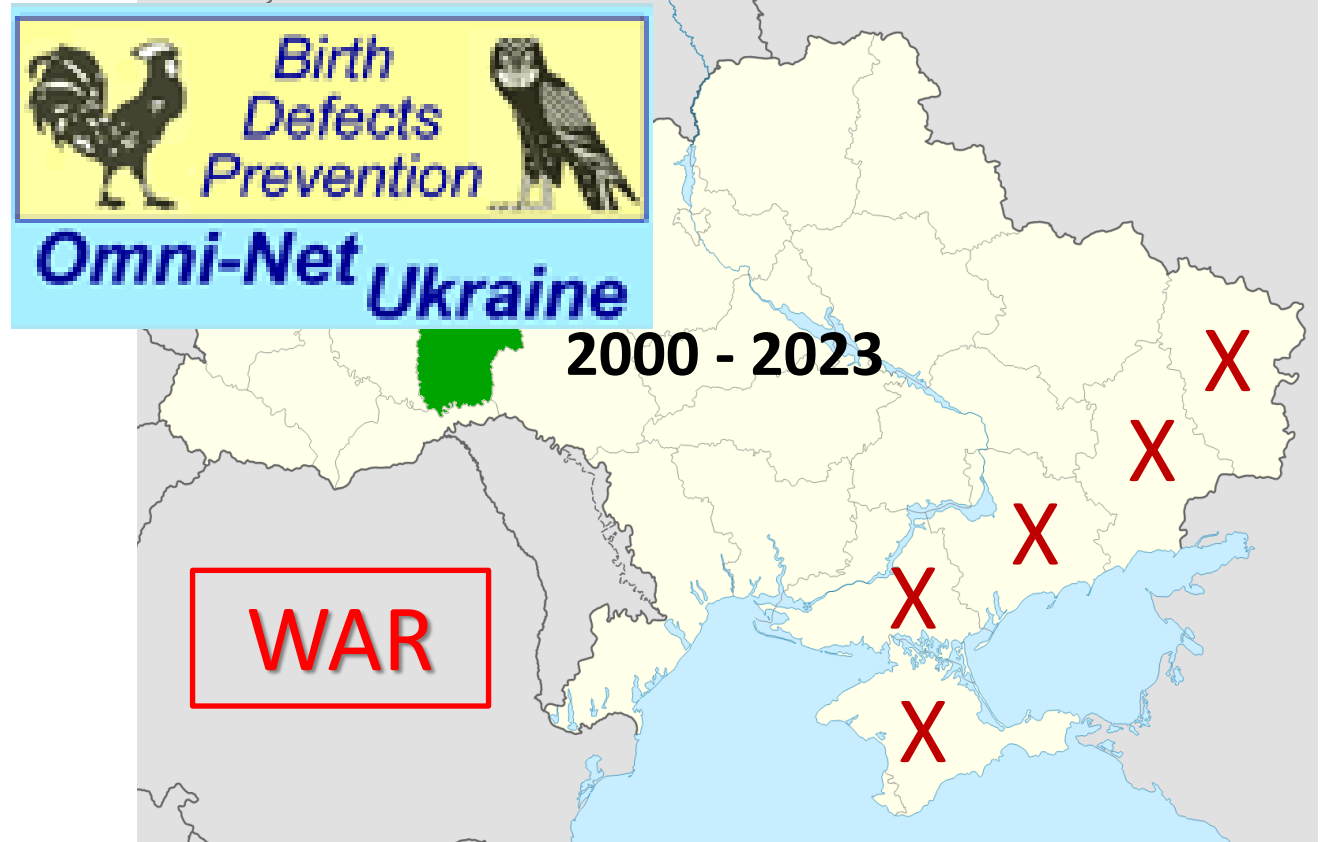 Birth
Defects
Prevention
Omni-Net Ukraine
2000 - 2023
X
X
X
X
WAR
X